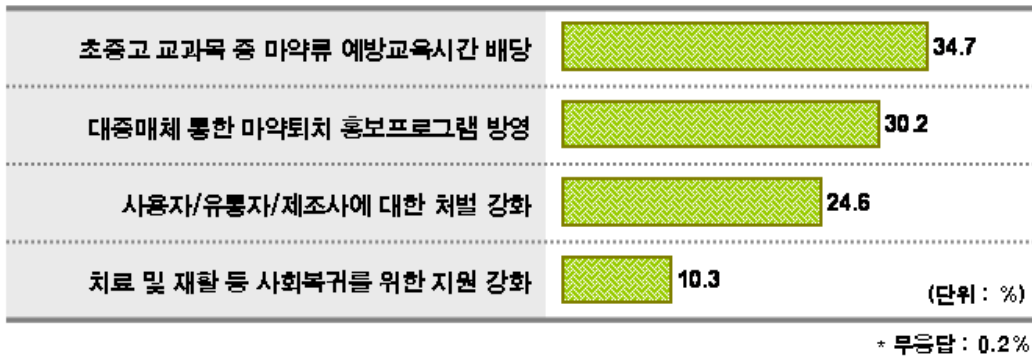 초중고 교과목 중 마약류 예방교육시간 배당 34.7
대중매체 통한 마약퇴치 홍보프로그램 방영 30.2
사용자/유통자/제조사에 대한 처벌 강화 24.6
치료 및 재활 등 사회복귀를 위한 지원 강화 10.3
(단위 : %)
* 무응답 : 0.2%